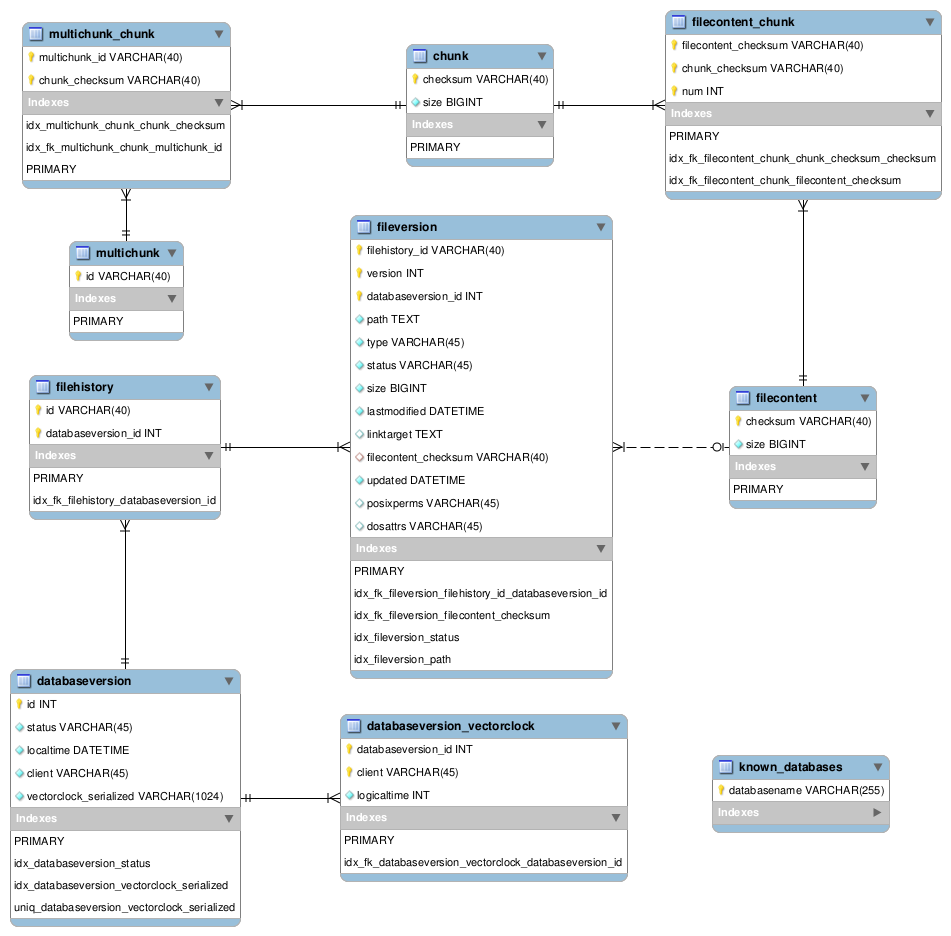 multichunk_chunk
multichunk_id VARCHAR(40)
chunk_checksum VARCHAR(40)
Indexes
idx_multichunk_chunk_chunk_checksum
idx_fk_multichunk_chunk_multichunk_id
PRIMARY
chunk
checksum VARCHAR(40)
size BIGINT
Indexes
PRIMARY
filecontent_chunk
filecontent_checksum VARCHAR(40)
chunk_checksum VARCHAR(40)
num INT
Indexes
PRIMARY
idx_fk_filecontent_chunk_chunk_checksum_checksum
idx_fk_filecontent_chunk_filecontent_checksum
multichunk
id VARCHAR(40)
Indexes
PRIMARY
fileversion
filehistory_id VARCHAR(40)
version INT
databaseversion_id INT
path TEXT
type VARCHAR(45)
status VARCHAR(45)
size BIGINT
lastmodified DATETIME
linktarget TEXT
filecontent_checksum VARCHAR(40)
updated DATETIME
posixperms VARCHAR(45)
dosattrs VARCHAR(45)
Indexes
PRIMARY
idx_fk_fileversion_filehistory_id_databaseversion_id
idx_fk_fileversion_filecontent_checksum
idx_fileversion_status
idx_fileversion_path
filehistory
id VARCHAR(40)
databaseversion_id INT
Indexes
PRIMARY
idx_fk_filehistory_databaseversion_id
filecontent
checksum VARCHAR(40)
size BIGINT
Indexes
PRIMARY
databaseversion
id INT
status VARCHAR(45)
localtime DATETIME
client VARCHAR(45)
vectorclock_serialized VARCHAR(1024)
Indexes
PRIMARY
idx_databaseversion_status
idx_databaseversion_vectorclock_serialized
uniq_databaseversion_vectorclock_serialized
databaseversion_vectorclock
databaseversion_id INT
client VARCHAR(45)
logicaltime INT
Indexes
PRIMARY
idx_fk_databaseversion_vectorclock_databaseversion_id
known_databases
databasename VARCHAR(255)
Indexes